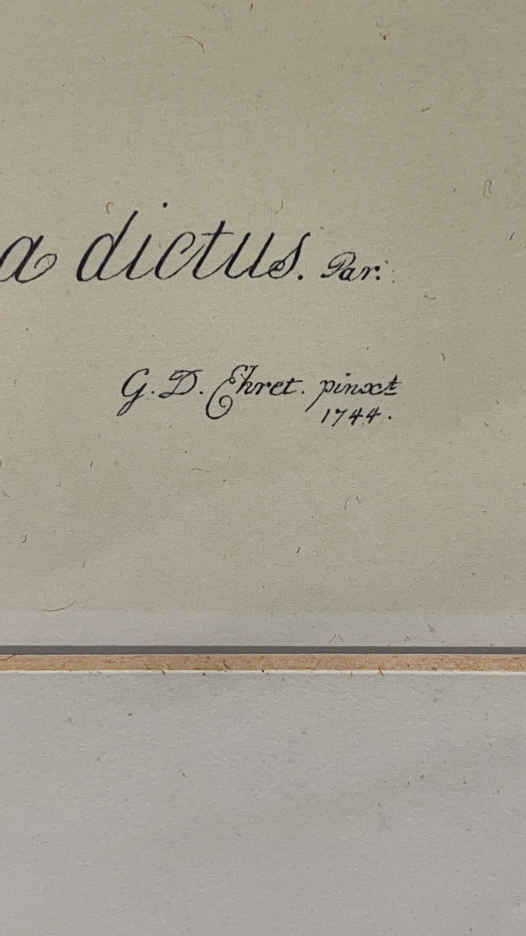 a dictus. Par:
G. D. Ehret. pinxt
1744.